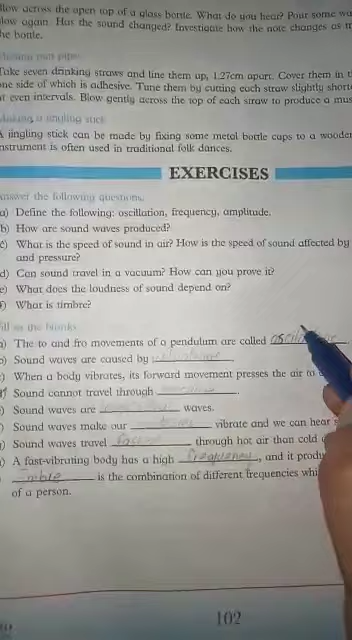 low across the open top of a glass bottle. What do you hear? Pour some wa
low again. Has the sound changed? Investigate how the note changes as
he bottle.
pan pipe
Take seven drinking straws and line them up, 1.27cm apart. Cover them in
one side of which is adhesive. Tune them by cutting each straw slightly short
at even intervals. Blow gently across the top of each straw to produce a mus
Making a jingling stick
A jingling stick can be made by fixing some metal bottle caps to a wooden
instrument is often used in traditional folk dances.
EXERCISES
Answer the following questions.
a) Define the following: oscillation, frequency, amplitude.
b) How are sound waves produced?
c) What is the speed of sound in air? How is the speed of sound affected by
and pressure?
d) Can sound travel in a vacuum? How can you prove it?
e) What does the loudness of sound depend on?
f) What is timbre?
Fill in the blanks.
a) The to and fro movements of a pendulum are called
) Sound waves are caused by
) When a body vibrates, its forward movement presses the air to
) Sound cannot travel through
) Sound waves are waves.
) Sound waves make our vibrate and we can hear
) Sound waves travel through hot air than cold
) A fast-vibrating body has a high frequency, and it produ
is the combination of different frequencies whi
of a person.
102